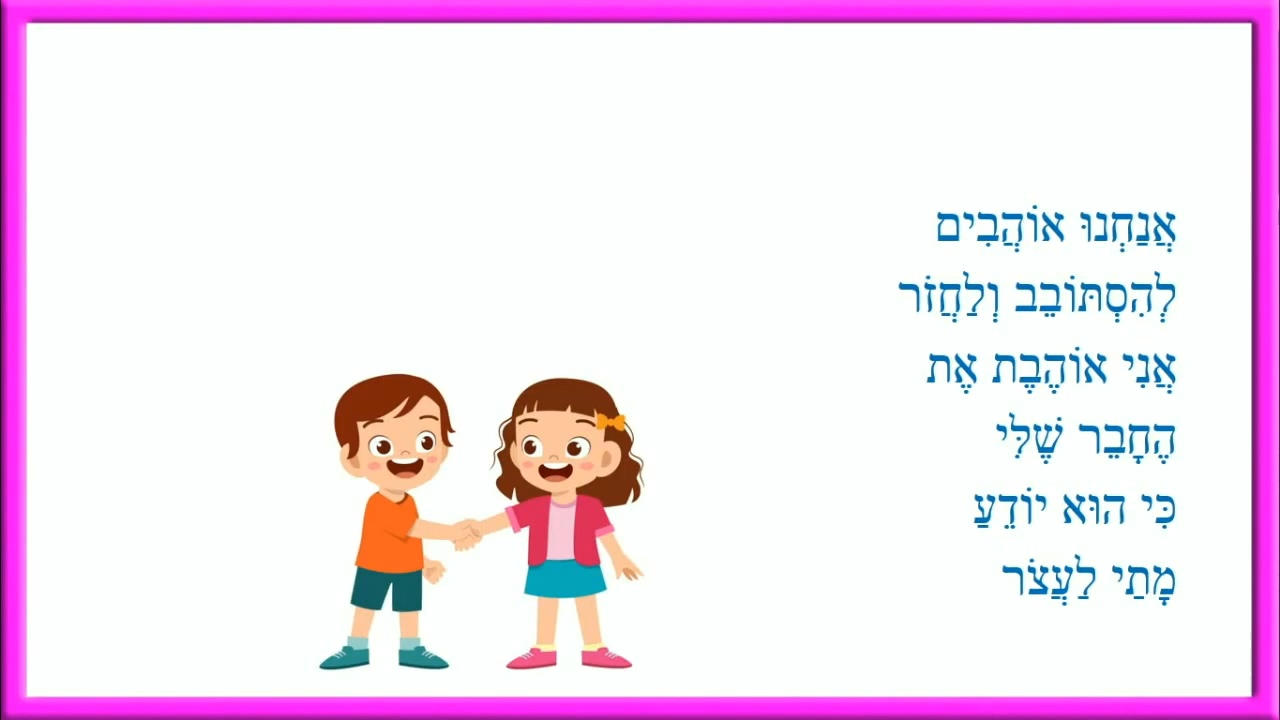 אֲנַחְנוּ אוֹהֲבִים
לְהִסְתּוֹבֵב וְלַחֲזֹר
אֲנִי אוֹהֶבֶת אֶת
הֶחָבֵר שֶׁלִּי
כִּי הוּא יוֹדֵעַ
מָתַי לַעֲצֹר